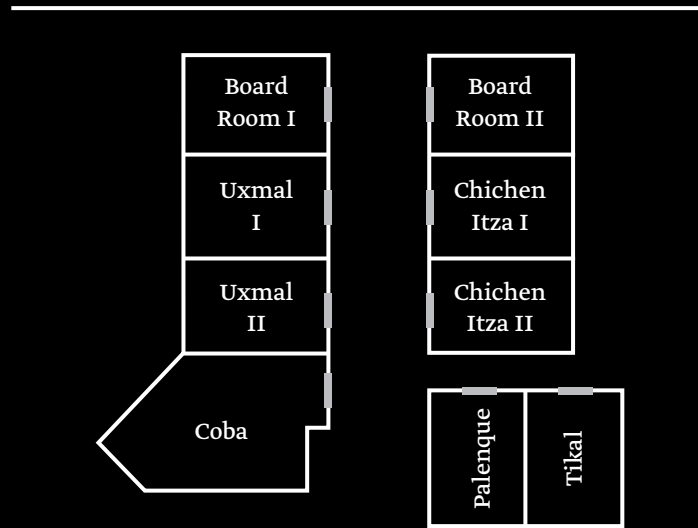 Board
Room I
Board
Room II
Uxmal
I
Chichen
Itza I
Uxmal
II
Chichen
Itza II
Coba
Palenque
Tikal